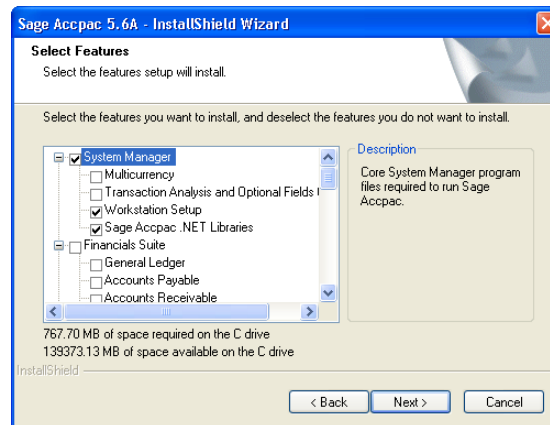 Sage Accpac 5.6A - InstallShield Wizard
Select Features
Select the features setup will install.
Select the features you want to install, and deselect the features you do not want to install.
System Manager
Multicurrency
Transaction Analysis and Optional Fields
Workstation Setup
Sage Accpac .NET Libraries
Financials Suite
General Ledger
Accounts Payable
Accounts Receivable
Description
Core System Manager program
files required to run Sage
Accpac.
767.70 MB of space required on the C drive
139373.13 MB of space available on the C drive
InstallShield
< Back
Next >
Cancel